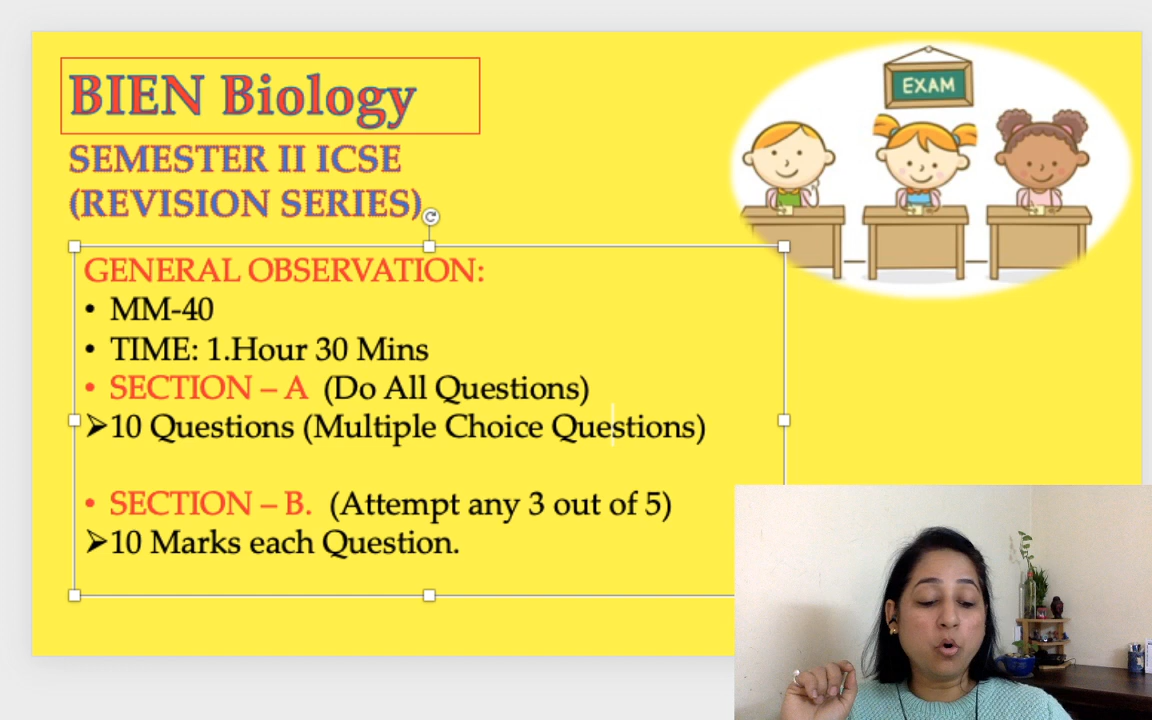 BIEN Biology
SEMESTER II ICSE
(REVISION SERIES)
EXAM
GENERAL OBSERVATION:
• MM-40
• TIME: 1.Hour 30 Mins
• SECTION – A (Do All Questions)
➢10 Questions (Multiple Choice Questions)
• SECTION – B. (Attempt any 3 out of 5)
➢10 Marks each Question.